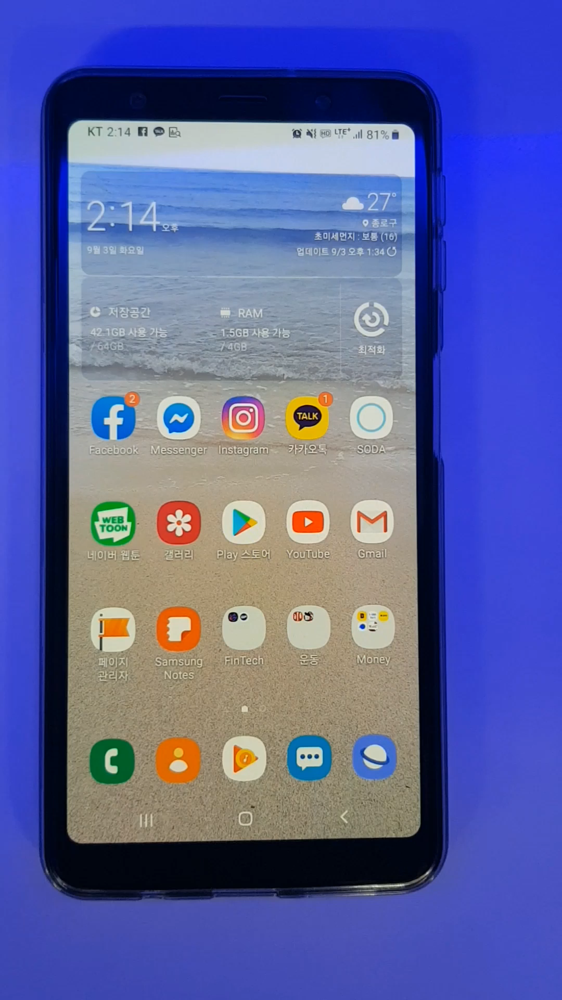 KT 2:14
HD LTE+ 81%
2:14 오후
27°
종로구
초미세먼지 : 보통 (16)
9월 3일 화요일
업데이트 9/3 오후 1:34
저장공간
42.1GB 사용 가능
/ 64GB
RAM
1.5GB 사용 가능
/ 4GB
최적화
2
TALK
1
Facebook
Messenger
Instagram
카카오톡
SODA
WEB
TOON
네이버 웹툰
갤러리
Play 스토어
YouTube
Gmail
페이지
관리자
Samsung
Notes
FinTech
운동
Money